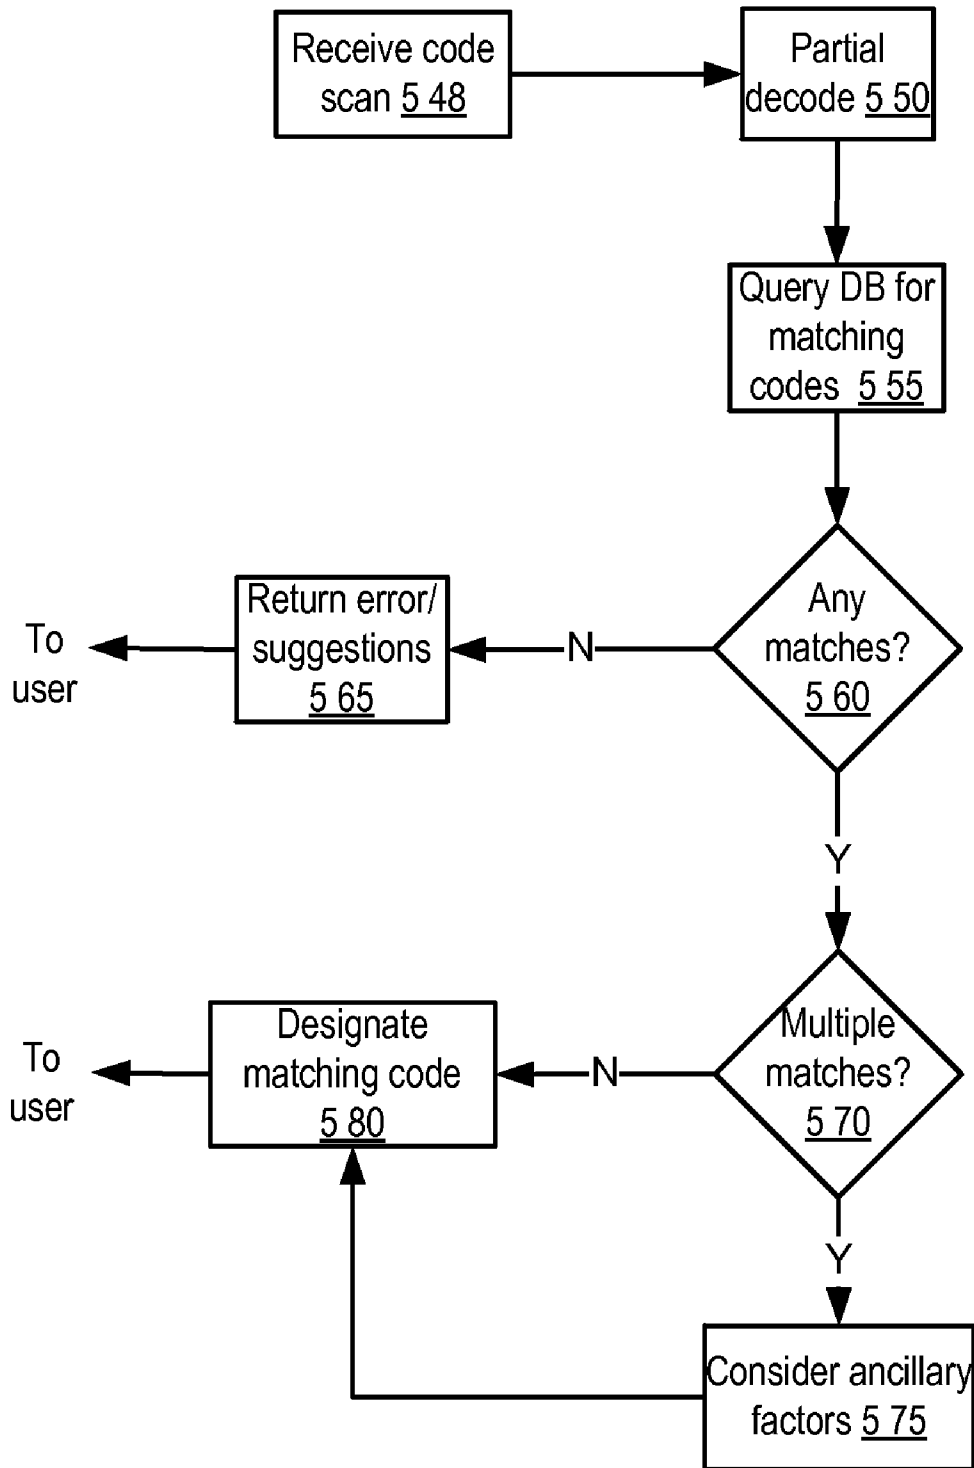 Receive code
scan 5 48
Partial
decode 5 50
Query DB for
matching
codes 5 55
Any
matches?
5 60
N
Return error/
suggestions
5 65
To
user
Y
Multiple
matches?
5 70
N
Designate
matching code
5 80
To
user
Y
Consider ancillary
factors 5 75